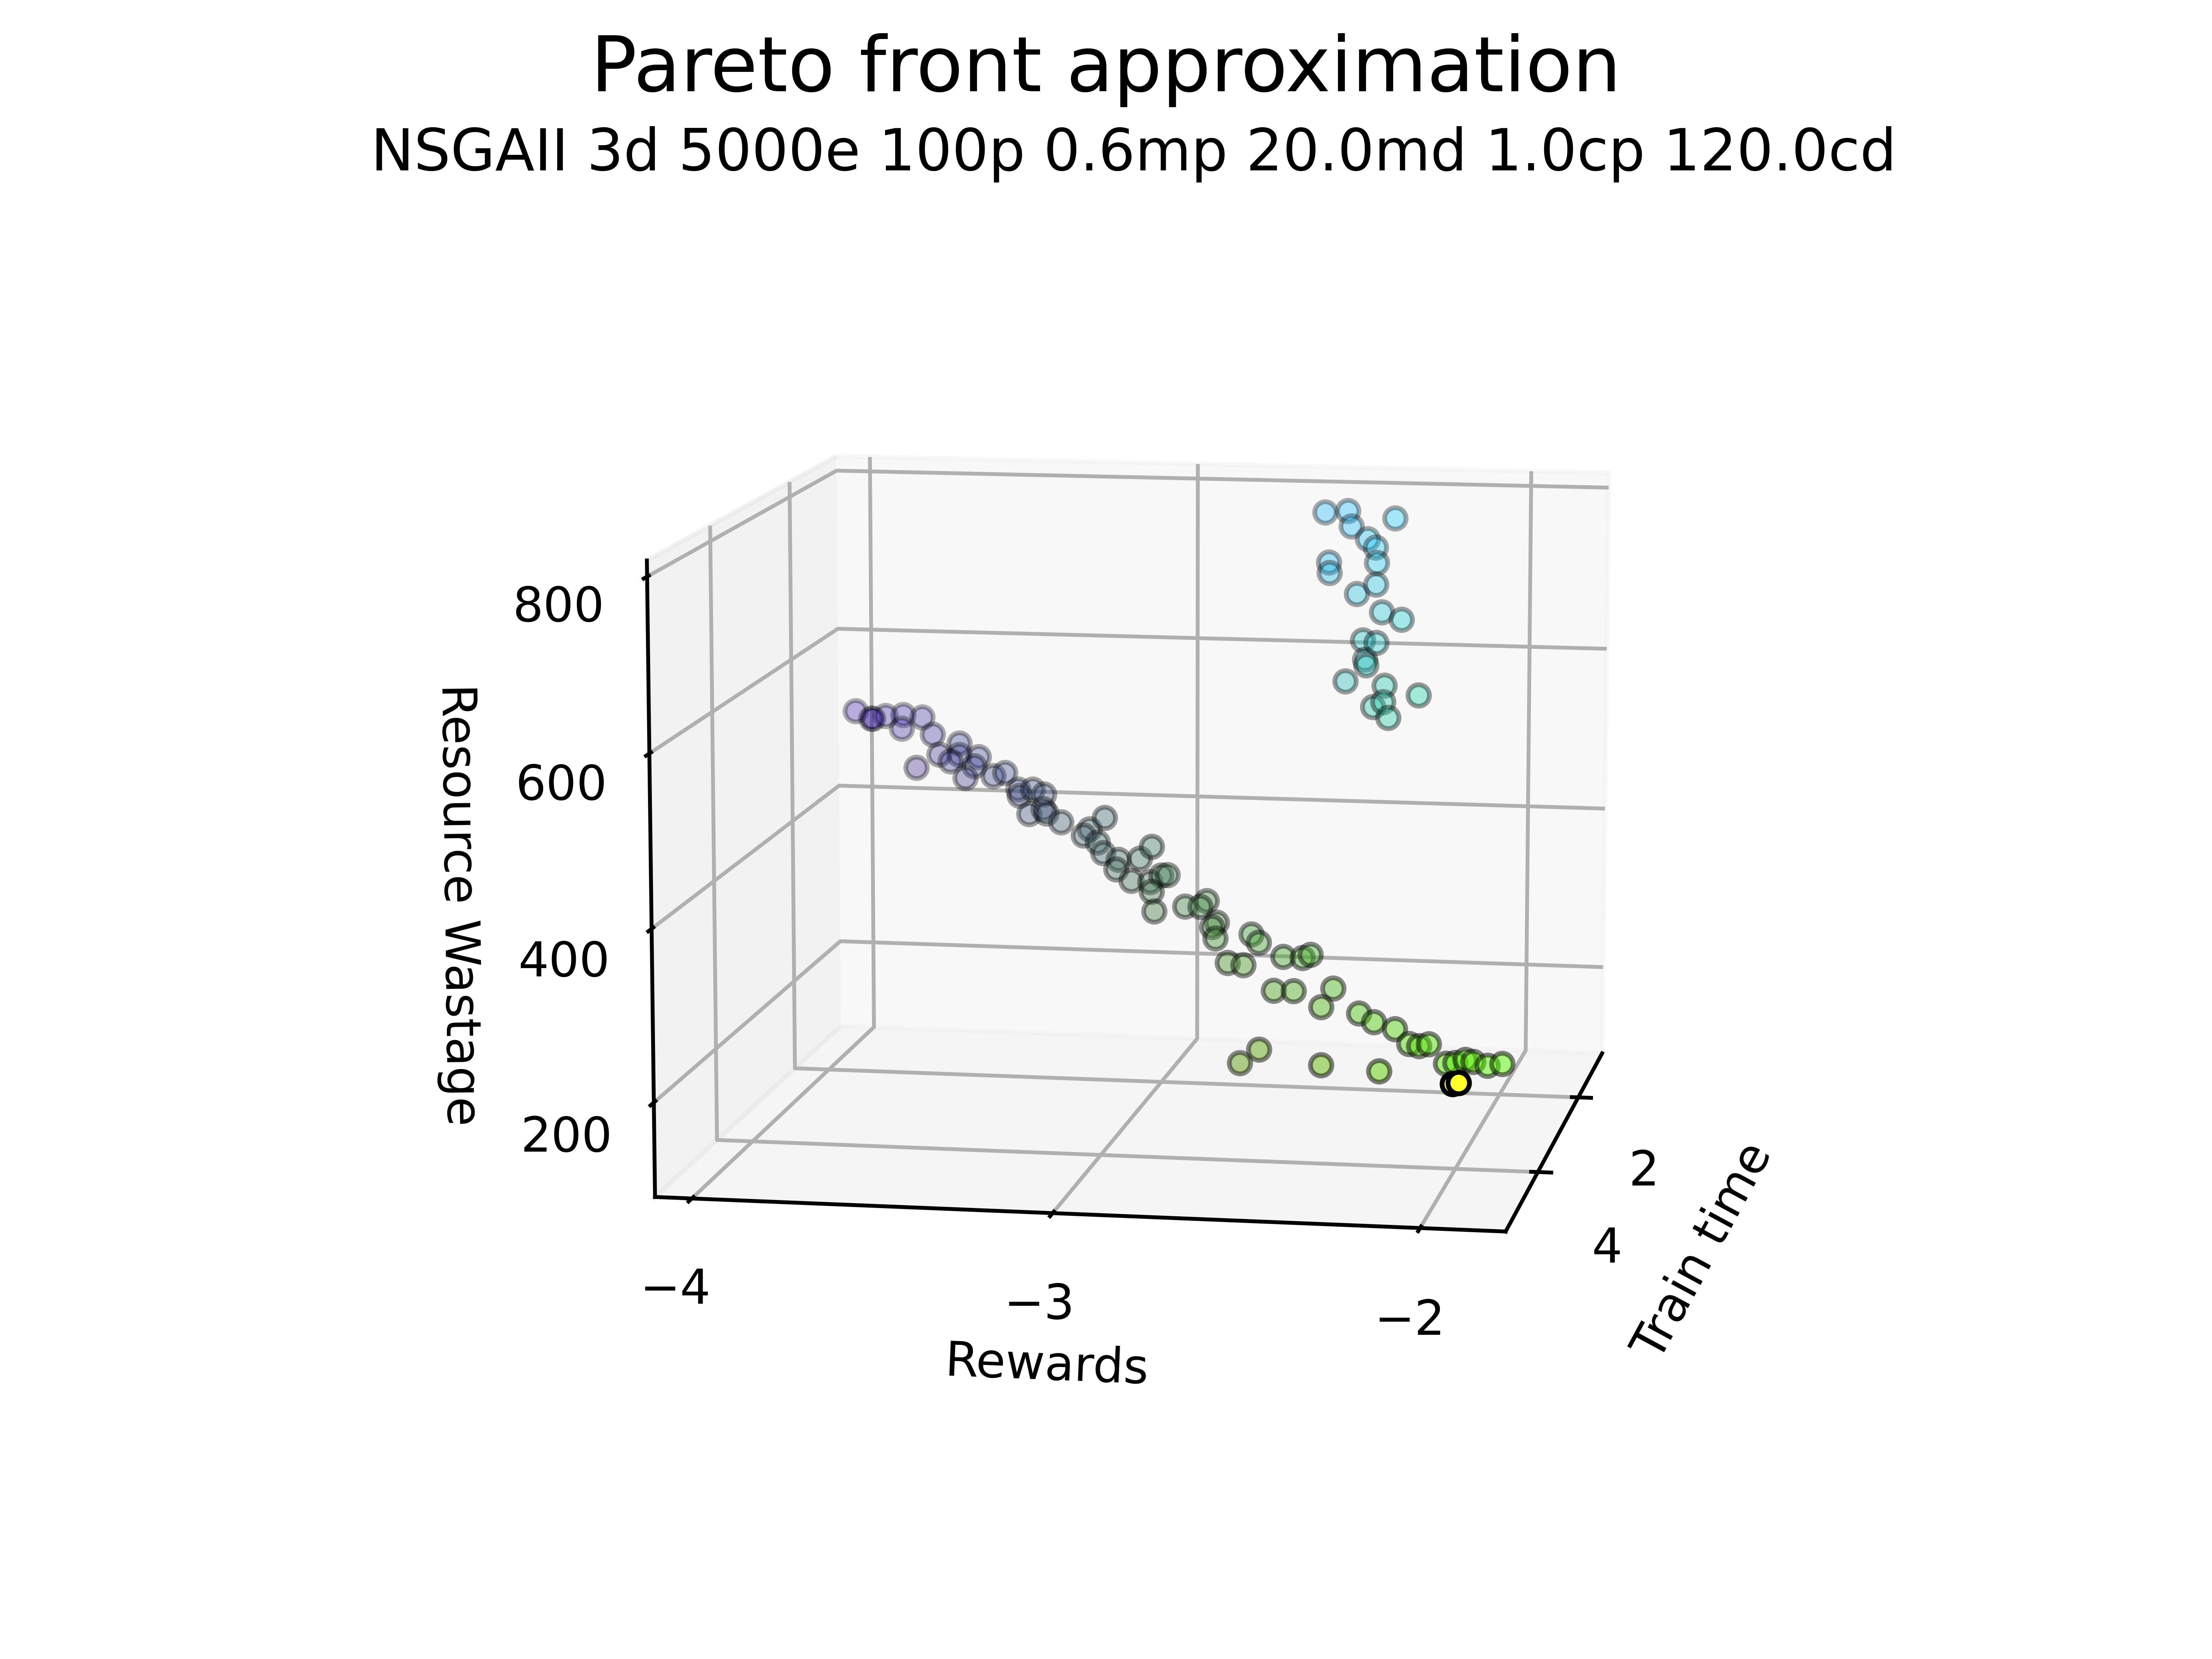 Pareto front approximation
NSGAII 3d 5000e 100p 0.6mp 20.0md 1.0cp 120.0cd
800
600
400
200
Resource Wastage
−4
−3
−2
Rewards
2
4
Train time